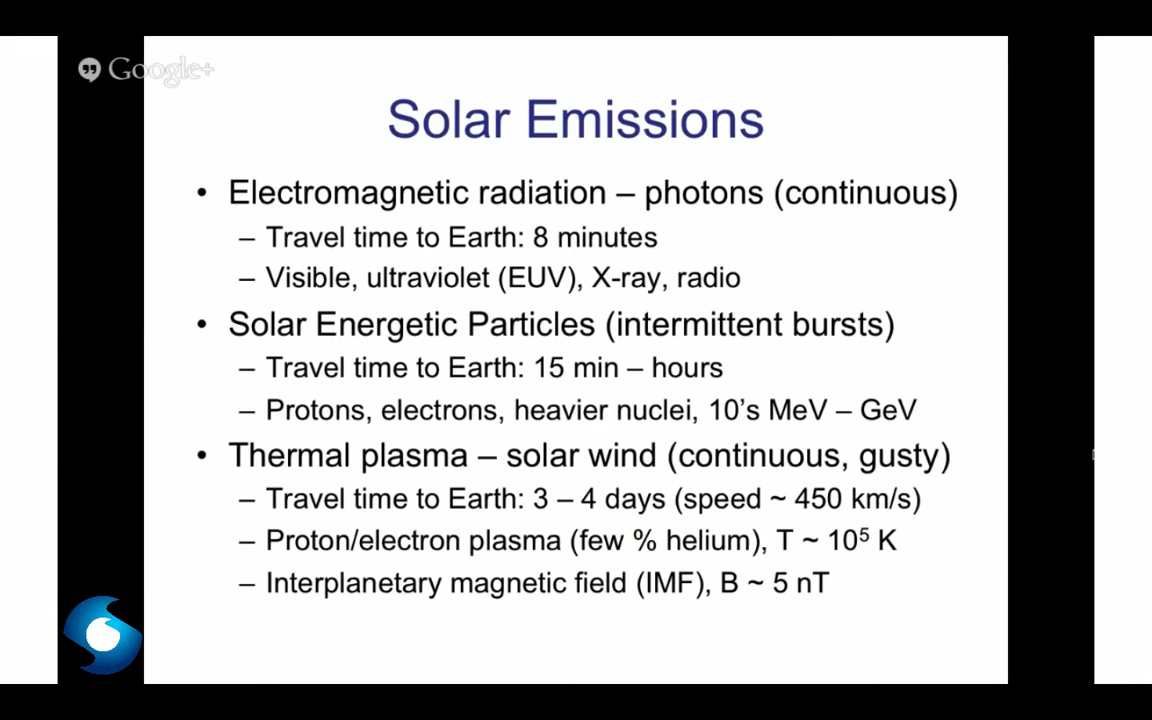 Google+
Solar Emissions
• Electromagnetic radiation – photons (continuous)
– Travel time to Earth: 8 minutes
– Visible, ultraviolet (EUV), X-ray, radio
• Solar Energetic Particles (intermittent bursts)
– Travel time to Earth: 15 min – hours
– Protons, electrons, heavier nuclei, 10’s MeV – GeV
• Thermal plasma – solar wind (continuous, gusty)
– Travel time to Earth: 3 – 4 days (speed ~ 450 km/s)
– Proton/electron plasma (few % helium), T ~ 10⁵ K
– Interplanetary magnetic field (IMF), B ~ 5 nT